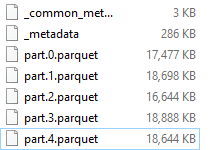 _common_met... 3 KB
_metadata 286 KB
part.0.parquet 17,477 KB
part.1.parquet 18,698 KB
part.2.parquet 16,644 KB
part.3.parquet 18,888 KB
part.4.parquet 18,644 KB